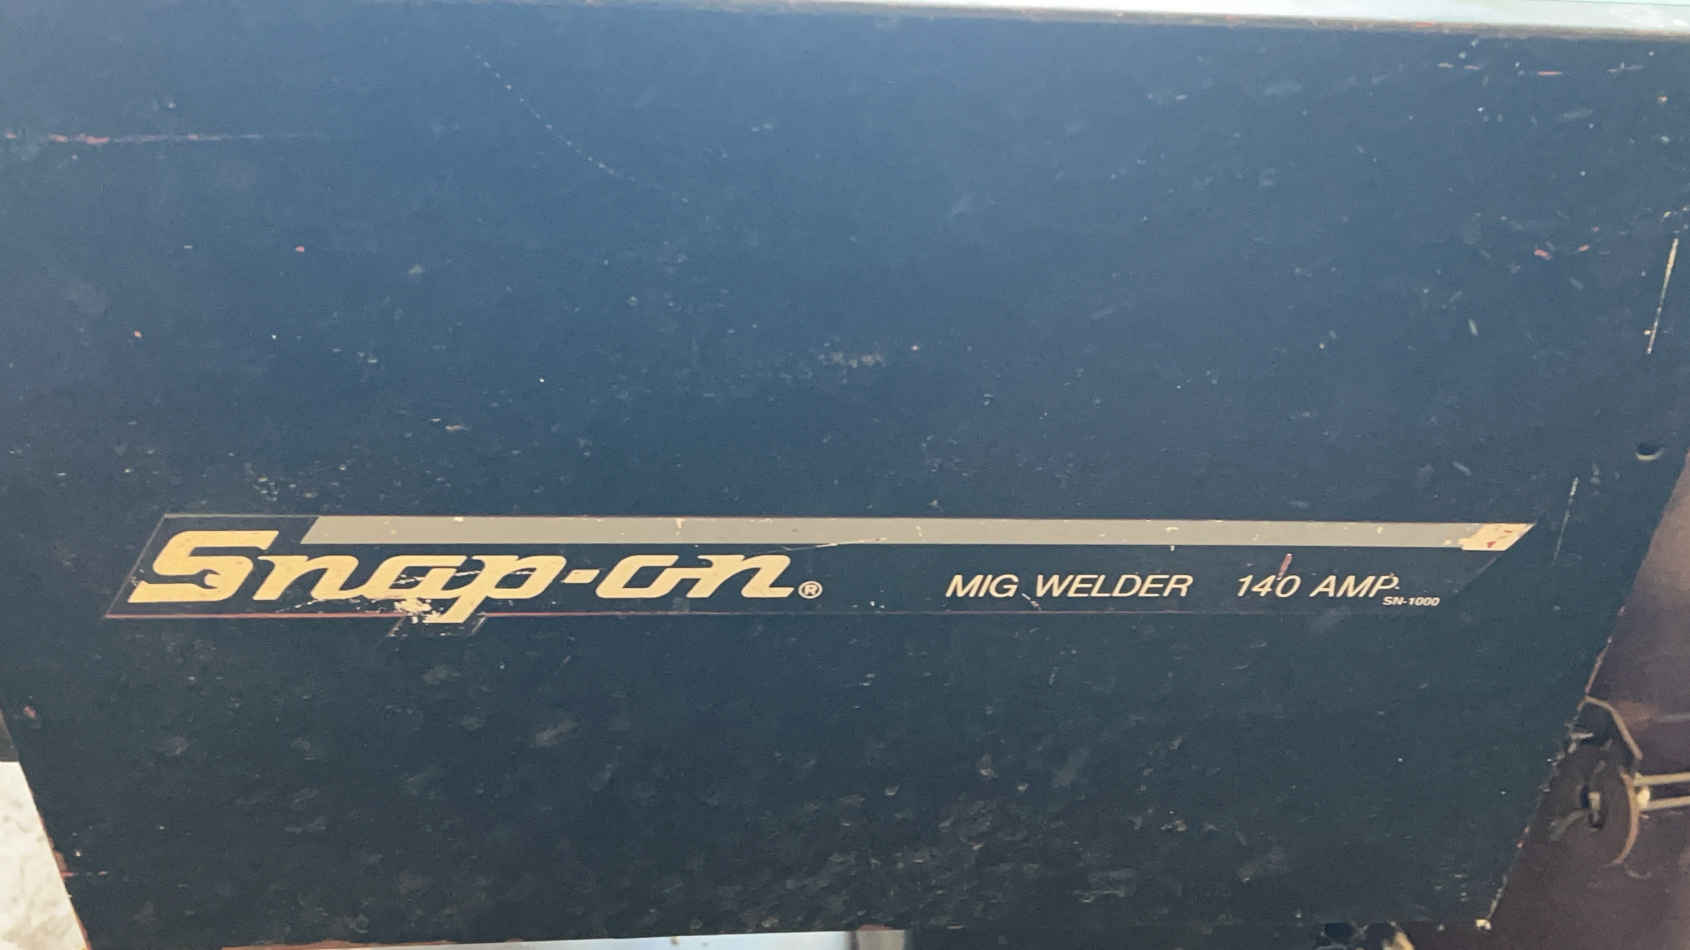 Snap-on® MIG WELDER 140 AMP
SN-1000